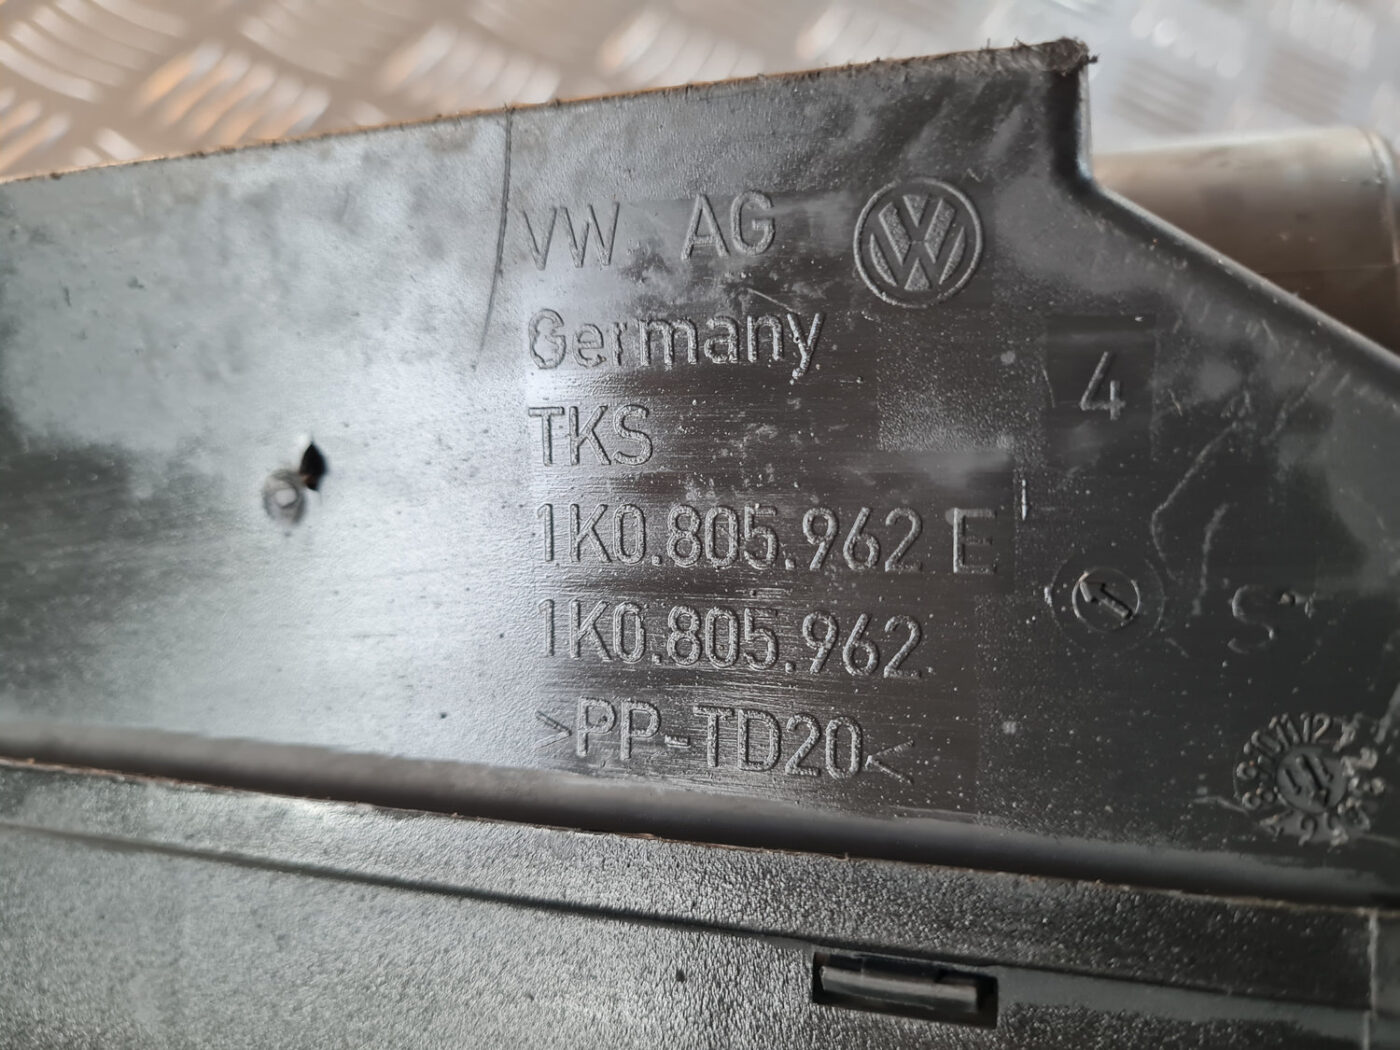 VW AG
Germany
4
TKS
1K0.805.962 E
1K0.805.962
S
>PP-TD20<